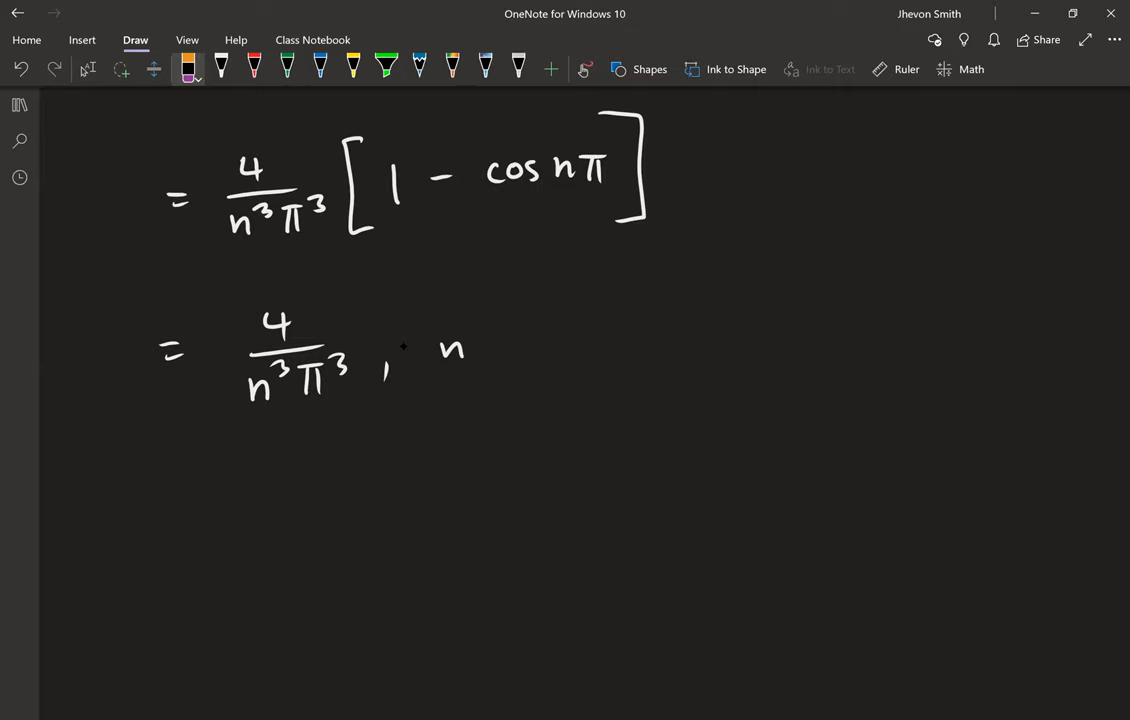 OneNote for Windows 10 Jhevon Smith
Home Insert Draw View Help Class Notebook Share
Shapes Ink to Shape Ink to Text Ruler Math
= 4/(n³π³) [1 - cos nπ]
= 4/(n³π³) , n